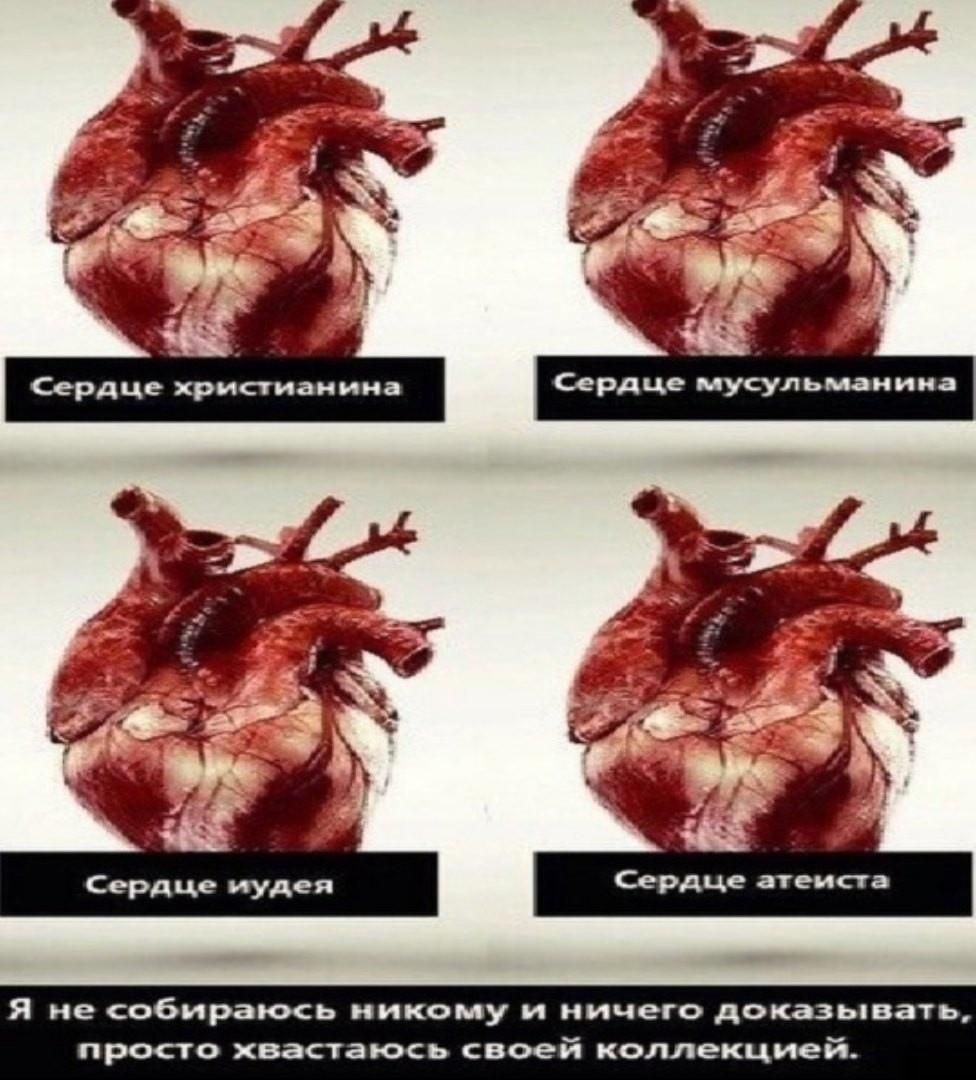 Сердце христианина
Сердце мусульманина
Сердце иудея
Сердце атеиста
Я не собираюсь никому и ничего доказывать,
просто хвастаюсь своей коллекцией.